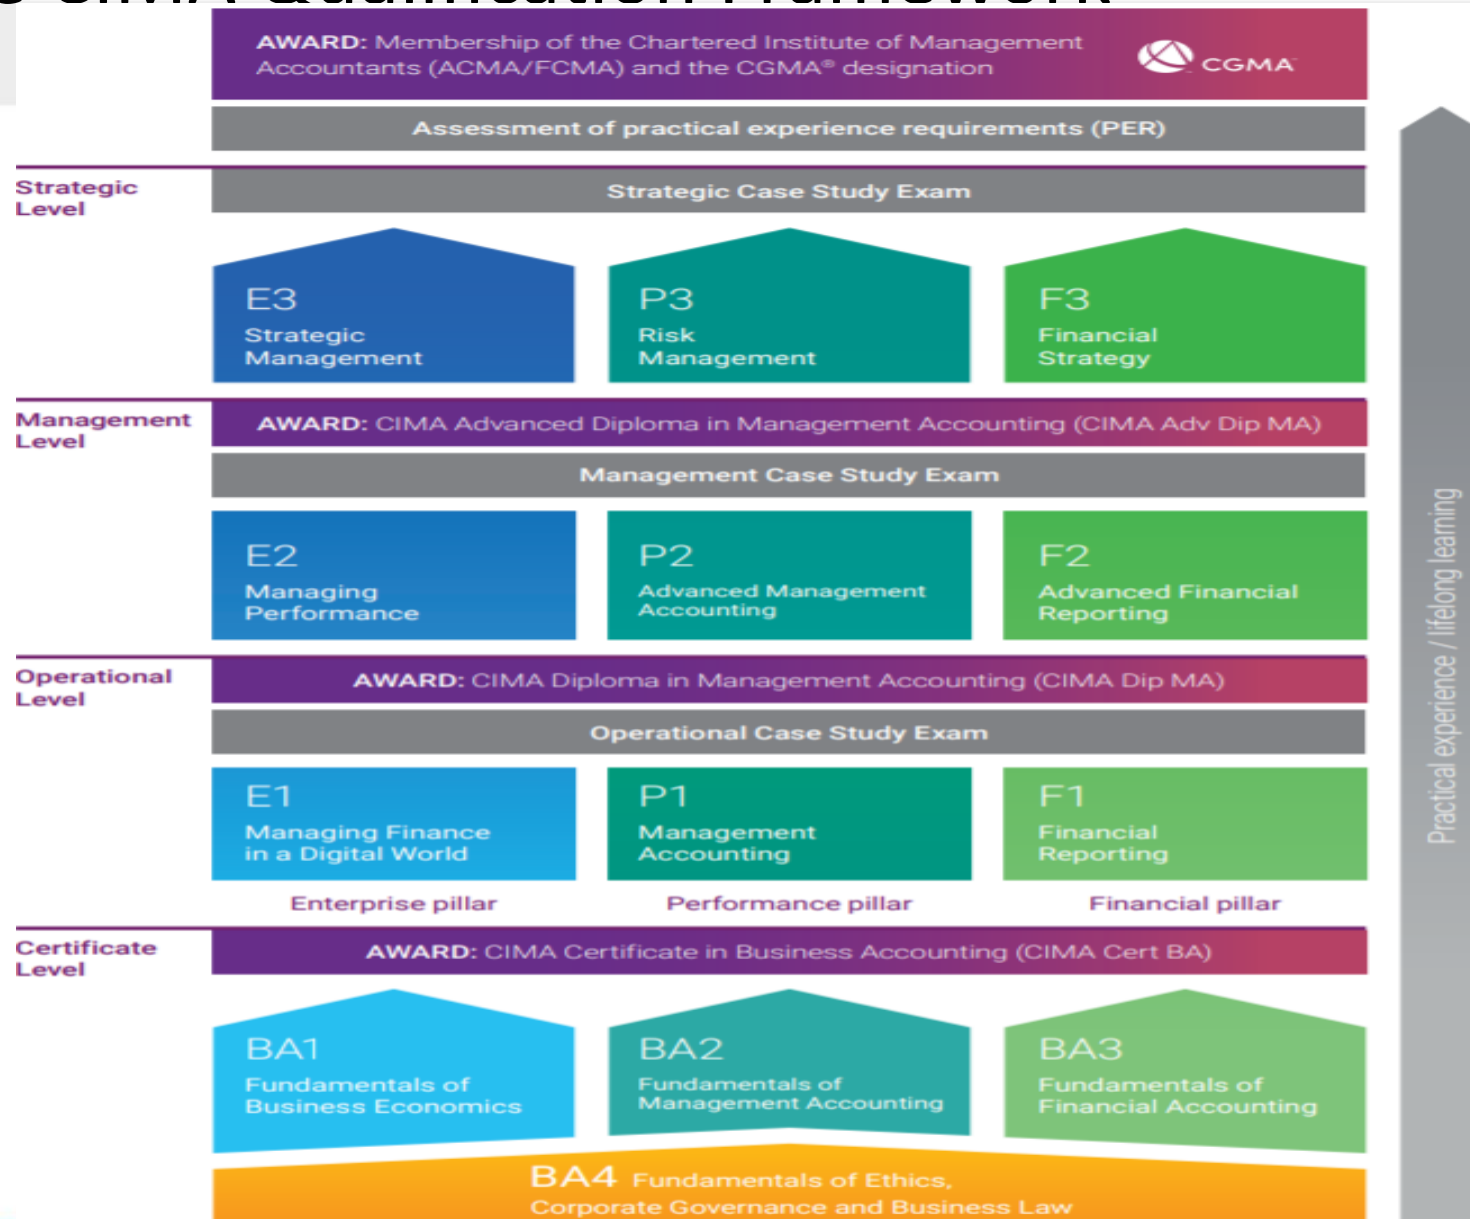 CIMA Qualification Framework
AWARD: Membership of the Chartered Institute of Management
Accountants (ACMA/FCMA) and the CGMA® designation
CGMA
Assessment of practical experience requirements (PER)
Strategic
Level
Strategic Case Study Exam
E3
Strategic
Management
P3
Risk
Management
F3
Financial
Strategy
Management
Level
AWARD: CIMA Advanced Diploma in Management Accounting (CIMA Adv Dip MA)
Management Case Study Exam
E2
Managing
Performance
P2
Advanced Management
Accounting
F2
Advanced Financial
Reporting
Operational
Level
AWARD: CIMA Diploma in Management Accounting (CIMA Dip MA)
Operational Case Study Exam
E1
Managing Finance
in a Digital World
P1
Management
Accounting
F1
Financial
Reporting
Enterprise pillar
Performance pillar
Financial pillar
Certificate
Level
AWARD: CIMA Certificate in Business Accounting (CIMA Cert BA)
BA1
Fundamentals of
Business Economics
BA2
Fundamentals of
Management Accounting
BA3
Fundamentals of
Financial Accounting
BA4 Fundamentals of Ethics,
Corporate Governance and Business Law
Practical experience / lifelong learning